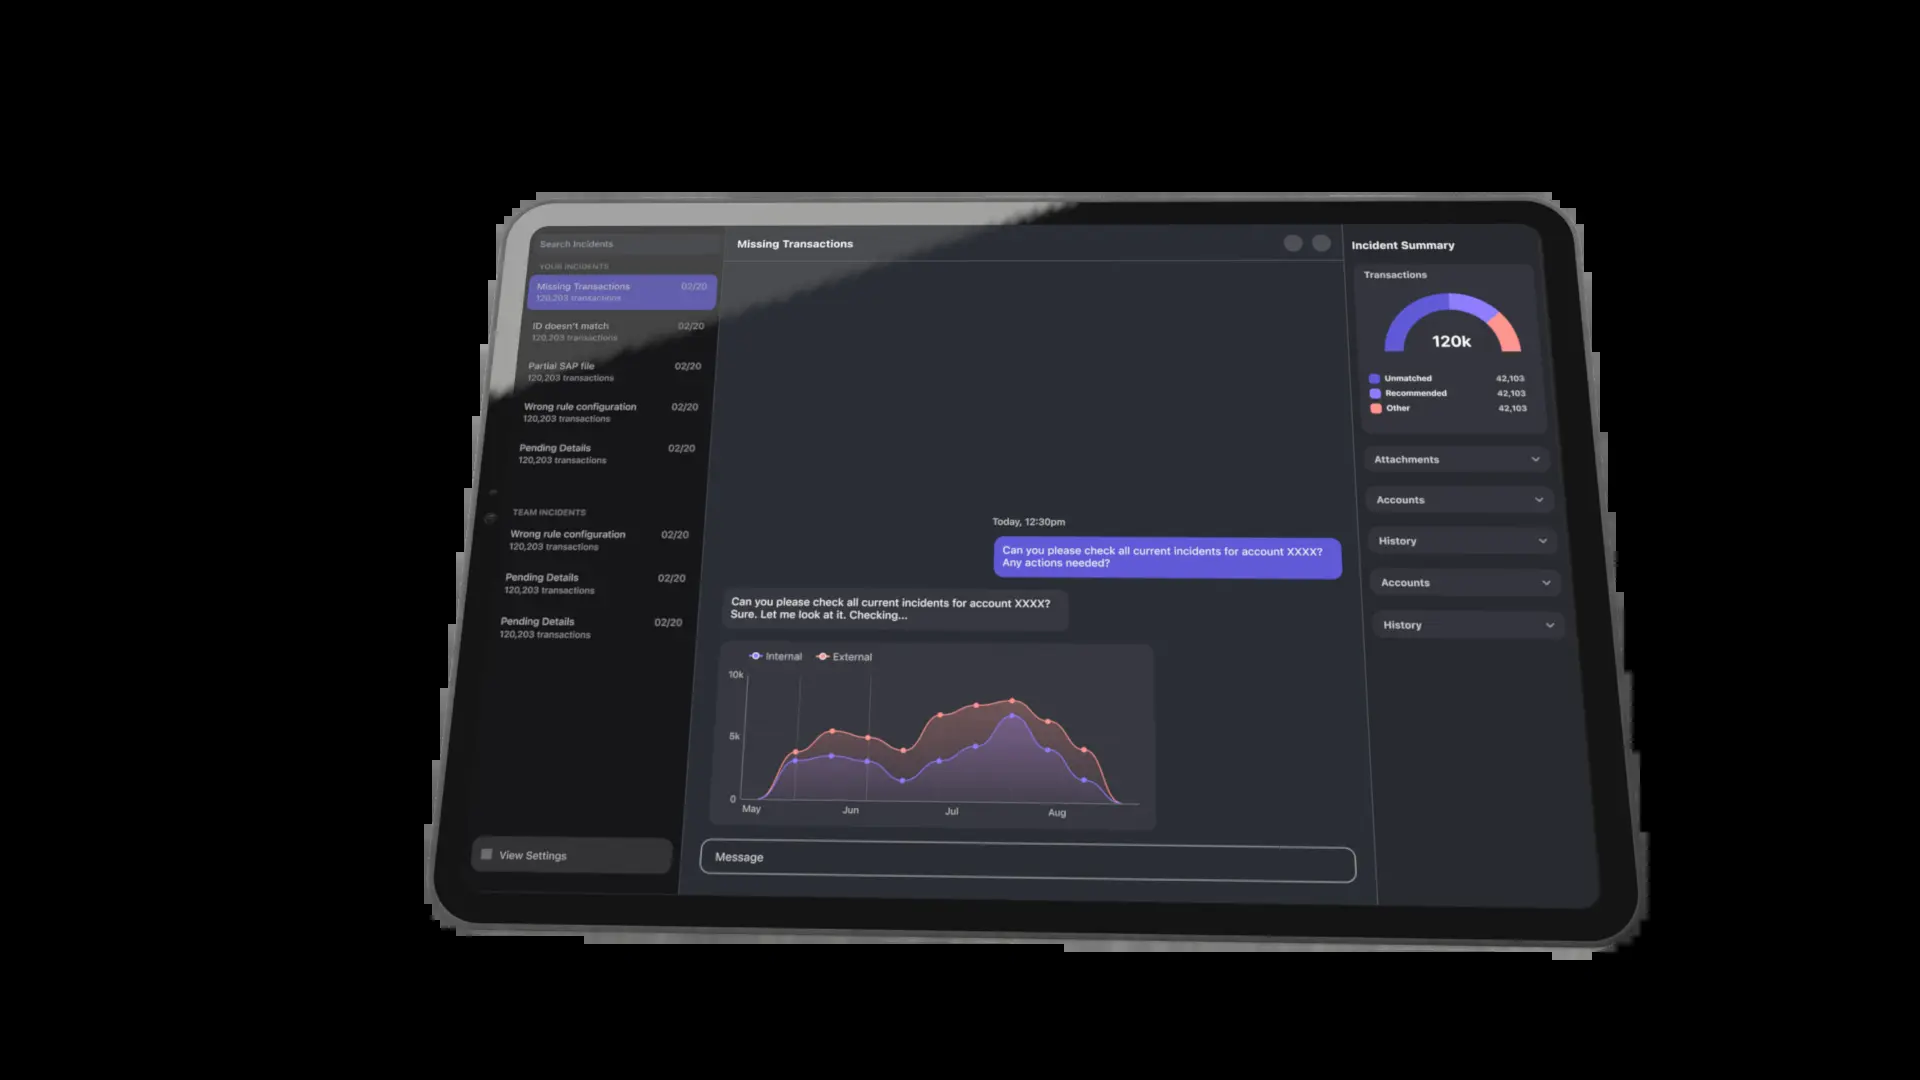 Search Incidents
YOUR INCIDENTS
Missing Transactions 02/20
120,203 transactions
ID doesn't match 02/20
120,203 transactions
Partial SAP file 02/20
120,203 transactions
Wrong rule configuration 02/20
120,203 transactions
Pending Details 02/20
120,203 transactions
TEAM INCIDENTS
Wrong rule configuration 02/20
120,203 transactions
Pending Details 02/20
120,203 transactions
Pending Details 02/20
120,203 transactions
View Settings
Missing Transactions
Today, 12:30pm
Can you please check all current incidents for account XXXX?
Any actions needed?
Can you please check all current incidents for account XXXX?
Sure. Let me look at it. Checking...
Internal External
10k
5k
0
May Jun Jul Aug
Message
Incident Summary
Transactions
120k
Unmatched 42,103
Recommended 42,103
Other 42,103
Attachments
Accounts
History
Accounts
History